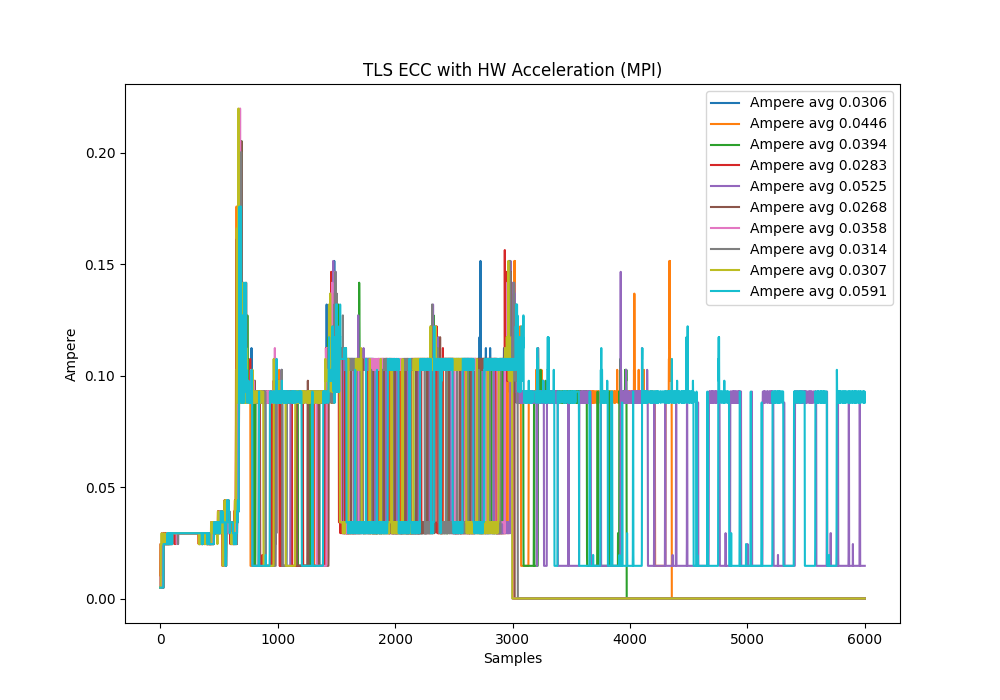 TLS ECC with HW Acceleration (MPI)
Ampere avg 0.0306
Ampere avg 0.0446
Ampere avg 0.0394
Ampere avg 0.0283
Ampere avg 0.0525
Ampere avg 0.0268
Ampere avg 0.0358
Ampere avg 0.0314
Ampere avg 0.0307
Ampere avg 0.0591
0.20
0.15
0.10
0.05
0.00
Ampere
0 1000 2000 3000 4000 5000 6000
Samples